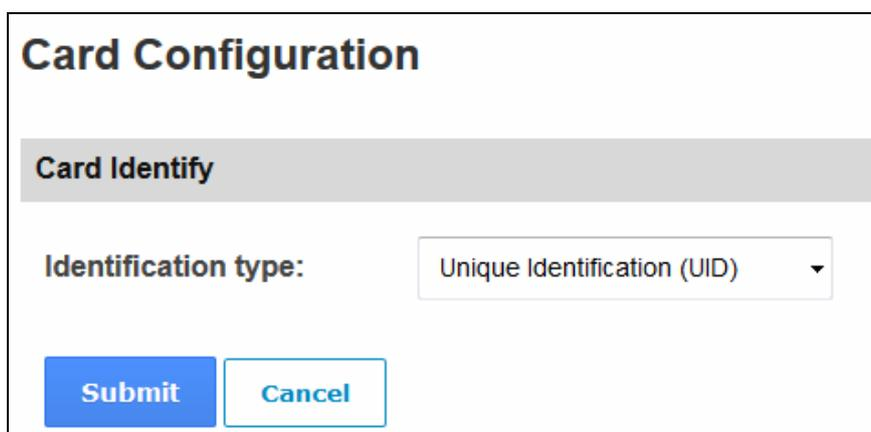 Card Configuration
Card Identify
Identification type: Unique Identification (UID)
Submit Cancel